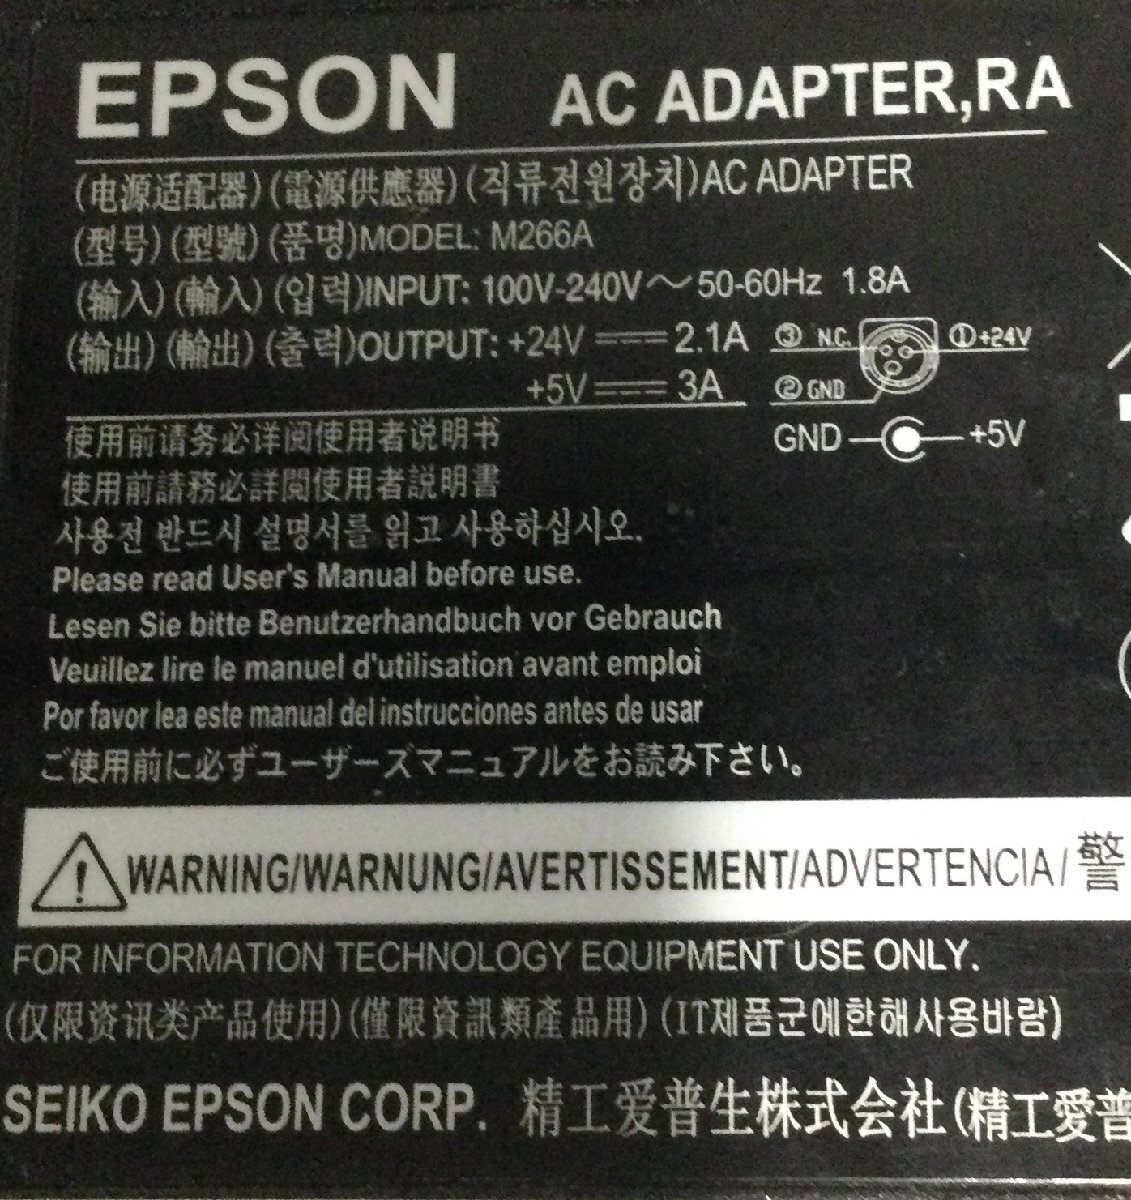 EPSON AC ADAPTER,RA
(电源适配器) (電源供應器) (직류전원장치)AC ADAPTER
(型号) (型號) (품명)MODEL: M266A
(输入) (輸入) (입력)INPUT: 100V-240V～50-60Hz 1.8A
(输出) (輸出) (출력)OUTPUT: +24V ⎓ 2.1A
+5V ⎓ 3A
③ N.C. ①+24V
② GND
GND +5V
使用前请务必详阅使用者说明书
使用前請務必詳閱使用者說明書
사용전 반드시 설명서를 읽고 사용하십시오.
Please read User's Manual before use.
Lesen Sie bitte Benutzerhandbuch vor Gebrauch
Veuillez lire le manuel d'utilisation avant emploi
Por favor lea este manual del instrucciones antes de usar
ご使用前に必ずユーザーズマニュアルをお読み下さい。
WARNING/WARNUNG/AVERTISSEMENT/ADVERTENCIA/警
FOR INFORMATION TECHNOLOGY EQUIPMENT USE ONLY.
(仅限资讯类产品使用) (僅限資訊類產品用) (IT제품군에한해사용바람)
SEIKO EPSON CORP. 精工爱普生株式会社(精工愛普